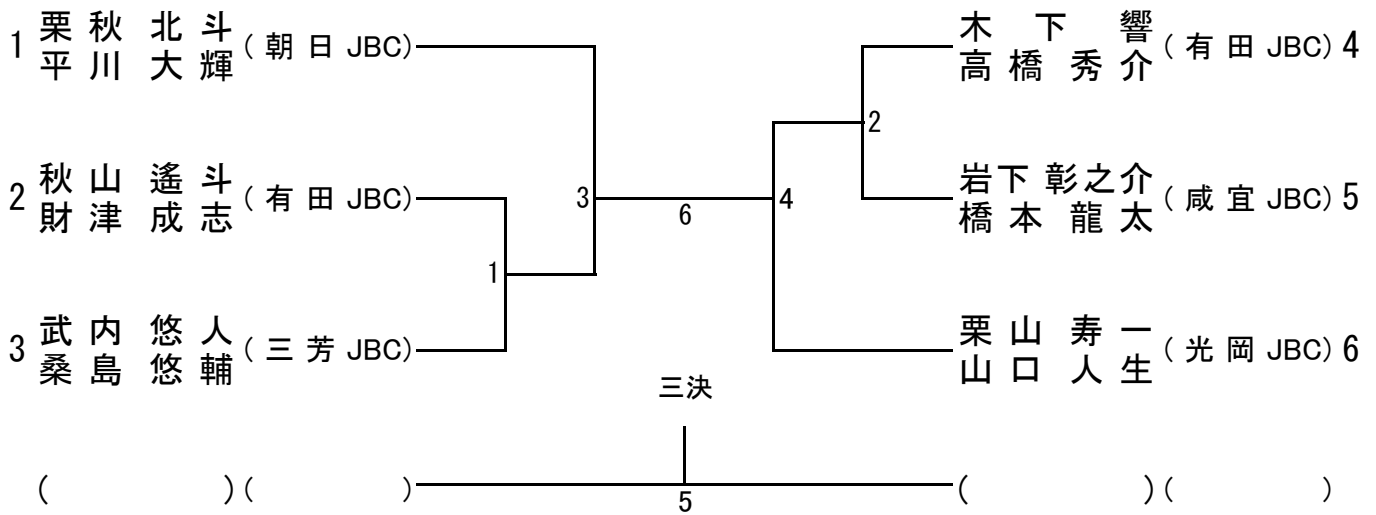 1 栗秋 北斗 (朝日 JBC)
平川 大輝
2 秋山 遙斗 (有田 JBC)
財津 成志
3 武内 悠人 (三芳 JBC)
桑島 悠輔
1
3
6
4
2
木下 響 (有田 JBC) 4
高橋 秀介
岩下 彰之介 (咸宜 JBC) 5
橋本 龍太
栗山 寿一 (光岡 JBC) 6
山口 人生
三決
( ) ( )
5
( ) ( )